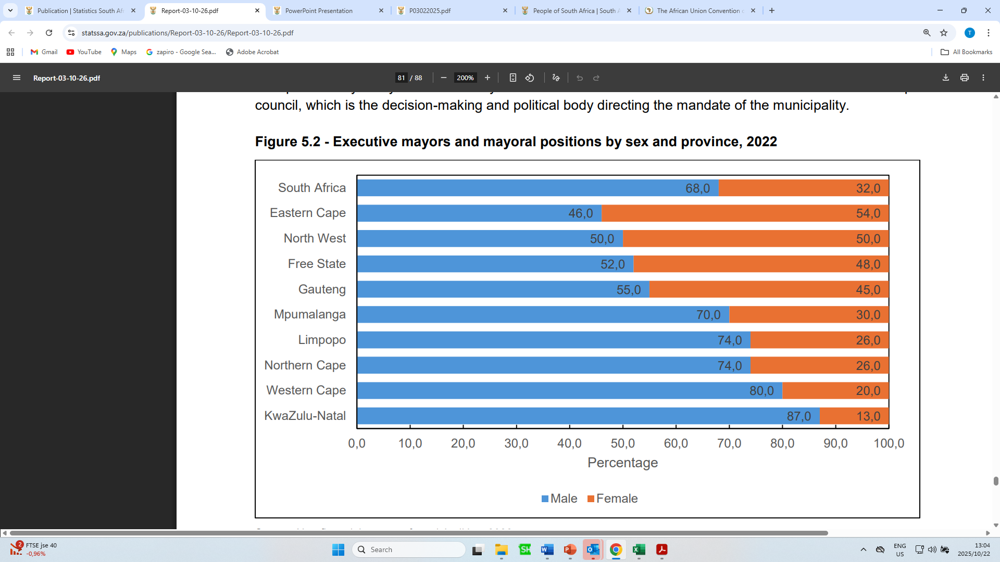 Publication | Statistics South Af
Report-03-10-26.pdf
PowerPoint Presentation
P03022025.pdf
People of South Africa | South A
The African Union Convention o
statssa.gov.za/publications/Report-03-10-26/Report-03-10-26.pdf
T
Gmail
YouTube
Maps
zapiro - Google Sea...
Adobe Acrobat
All Bookmarks
Report-03-10-26.pdf
81 / 88
200%
council, which is the decision-making and political body directing the mandate of the municipality.
Figure 5.2 - Executive mayors and mayoral positions by sex and province, 2022
South Africa 68,0 32,0
Eastern Cape 46,0 54,0
North West 50,0 50,0
Free State 52,0 48,0
Gauteng 55,0 45,0
Mpumalanga 70,0 30,0
Limpopo 74,0 26,0
Northern Cape 74,0 26,0
Western Cape 80,0 20,0
KwaZulu-Natal 87,0 13,0
0,0 10,0 20,0 30,0 40,0 50,0 60,0 70,0 80,0 90,0 100,0
Percentage
Male Female
2
FTSE jse 40
-0,96%
Search
SH
ENG
US
13:04
2025/10/22